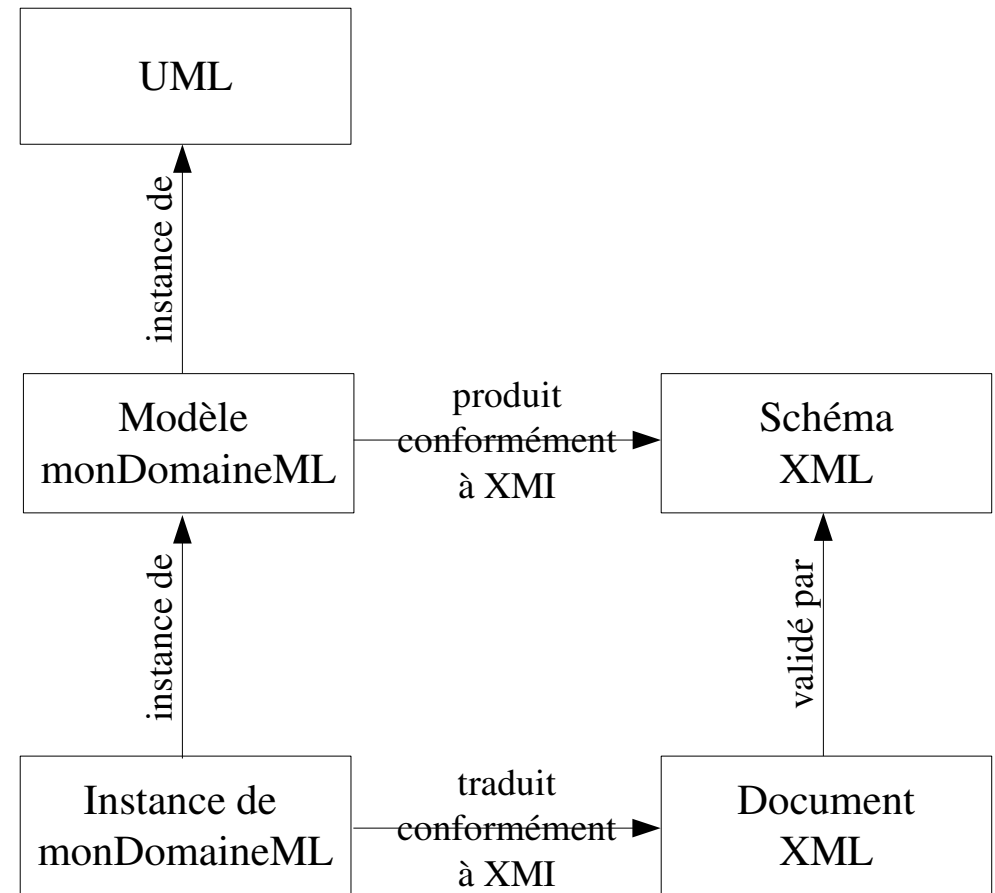 UML
instance de
Modèle
monDomaineML
produit
conformément
à XMI
Schéma
XML
instance de
validé par
Instance de
monDomaineML
traduit
conformément
à XMI
Document
XML